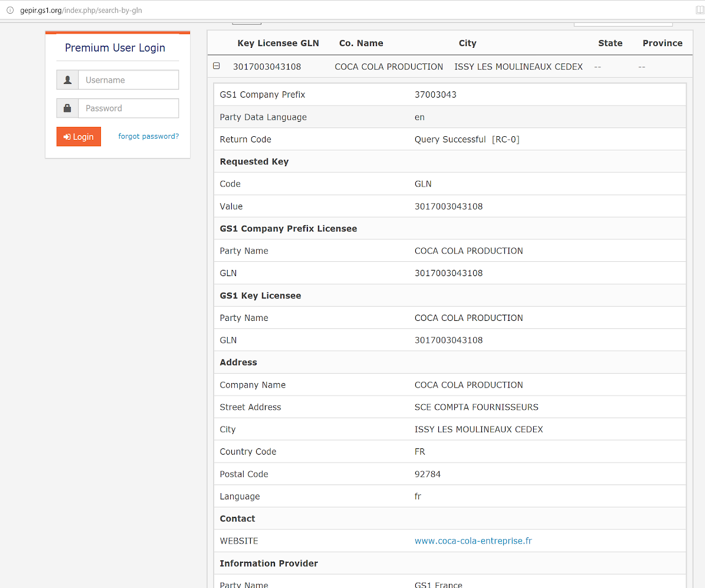 gepir.gs1.org/index.php/search-by-gln
Premium User Login
Username
Password
Login forgot password?
Key Licensee GLN Co. Name City State Province
3017003043108 COCA COLA PRODUCTION ISSY LES MOULINEAUX CEDEX -- --
GS1 Company Prefix 37003043
Party Data Language en
Return Code Query Successful [RC-0]
Requested Key
Code GLN
Value 3017003043108
GS1 Company Prefix Licensee
Party Name COCA COLA PRODUCTION
GLN 3017003043108
GS1 Key Licensee
Party Name COCA COLA PRODUCTION
GLN 3017003043108
Address
Company Name COCA COLA PRODUCTION
Street Address SCE COMPTA FOURNISSEURS
City ISSY LES MOULINEAUX CEDEX
Country Code FR
Postal Code 92784
Language fr
Contact
WEBSITE www.coca-cola-entreprise.fr
Information Provider
Party Name GS1 France